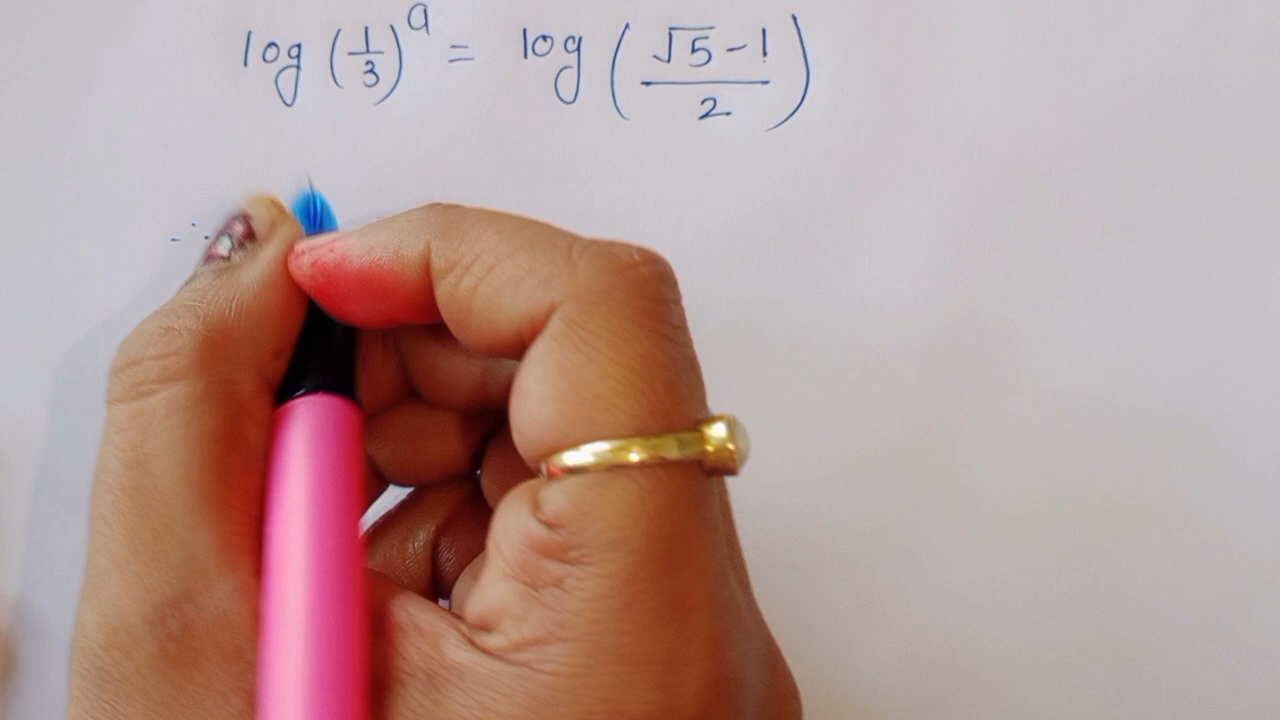 log (1/3)^a = log ((√5 - 1)/2)